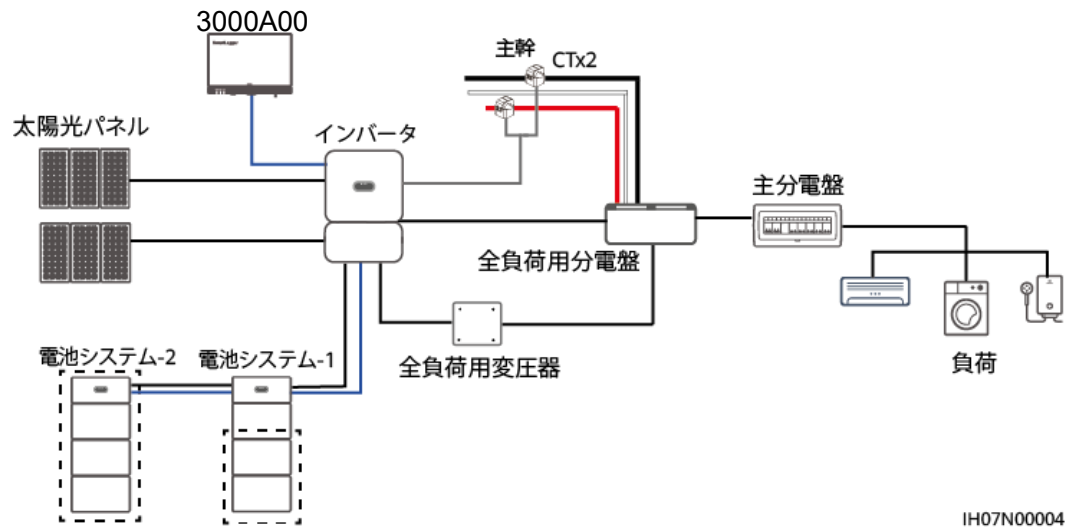 3000A00
主幹
CTx2
太陽光パネル
インバータ
主分電盤
全負荷用分電盤
電池システム-2
電池システム-1
全負荷用変圧器
負荷
IH07N00004